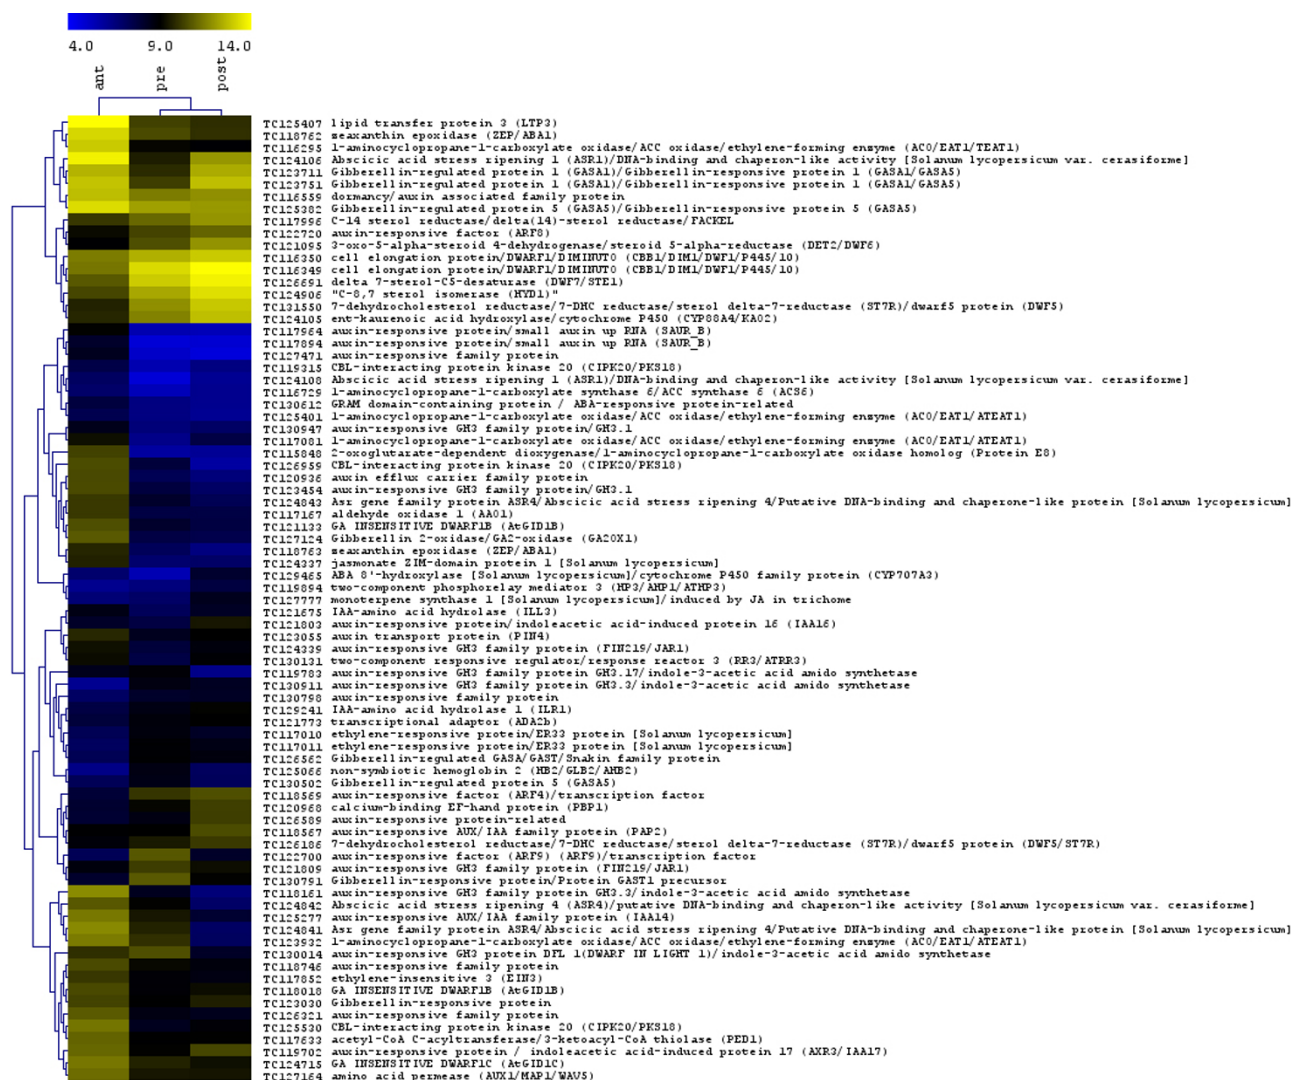 4.0 9.0 14.0
ant pre post
TC125407 lipid transfer protein 3 (LTP3)
TC118762 zeaxanthin epoxidase (ZEP/ABA1)
TC116295 1-aminocyclopropane-1-carboxylate oxidase/ACC oxidase/ethylene-forming enzyme (ACO/EAT1/TEAT1)
TC124106 Abscicic acid stress ripening 1 (ASR1)/DNA-binding and chaperon-like activity [Solanum lycopersicum var. cerasiforme]
TC123711 Gibberellin-regulated protein 1 (GASA1)/Gibberellin-responsive protein 1 (GASA1/GASA5)
TC123751 Gibberellin-regulated protein 1 (GASA1)/Gibberellin-responsive protein 1 (GASA1/GASA5)
TC116559 dormancy/auxin associated family protein
TC125382 Gibberellin-regulated protein 5 (GASA5)/Gibberellin-responsive protein 5 (GASA5)
TC117996 C-14 sterol reductase/delta(14)-sterol reductase/FACKEL
TC122720 auxin-responsive factor (ARF8)
TC121095 3-oxo-5-alpha-steroid 4-dehydrogenase/steroid 5-alpha-reductase (DET2/DWF6)
TC116350 cell elongation protein/DWARF1/DIMINUTO (CBB1/DIM1/DWF1/P445/10)
TC116349 cell elongation protein/DWARF1/DIMINUTO (CBB1/DIM1/DWF1/P445/10)
TC126691 delta 7-sterol-C5-desaturase (DWF7/STE1)
TC124906 "C-8,7 sterol isomerase (HYD1)"
TC131550 7-dehydrocholesterol reductase/7-DHC reductase/sterol delta-7-reductase (ST7R)/dwarf5 protein (DWF5)
TC124105 ent-kaurenoic acid hydroxylase/cytochrome P450 (CYP88A4/KAO2)
TC117964 auxin-responsive protein/small auxin up RNA (SAUR_B)
TC117894 auxin-responsive protein/small auxin up RNA (SAUR_B)
TC127471 auxin-responsive family protein
TC119315 CBL-interacting protein kinase 20 (CIPK20/PKS18)
TC124108 Abscicic acid stress ripening 1 (ASR1)/DNA-binding and chaperon-like activity [Solanum lycopersicum var. cerasiforme]
TC116729 1-aminocyclopropane-1-carboxylate synthase 6/ACC synthase 6 (ACS6)
TC130612 GRAM domain-containing protein / ABA-responsive protein-related
TC125401 1-aminocyclopropane-1-carboxylate oxidase/ACC oxidase/ethylene-forming enzyme (ACO/EAT1/ATEAT1)
TC130947 auxin-responsive GH3 family protein/GH3.1
TC117081 1-aminocyclopropane-1-carboxylate oxidase/ACC oxidase/ethylene-forming enzyme (ACO/EAT1/ATEAT1)
TC115848 2-oxoglutarate-dependent dioxygenase/1-aminocyclopropane-1-carboxylate oxidase homolog (Protein E8)
TC126959 CBL-interacting protein kinase 20 (CIPK20/PKS18)
TC120936 auxin efflux carrier family protein
TC123454 auxin-responsive GH3 family protein/GH3.1
TC124843 Asr gene family protein ASR4/Abscicic acid stress ripening 4/Putative DNA-binding and chaperone-like protein [Solanum lycopersicum]
TC117167 aldehyde oxidase 1 (AAO1)
TC121133 GA INSENSITIVE DWARF1B (AtGID1B)
TC127124 Gibberellin 2-oxidase/GA2-oxidase (GA2OX1)
TC118763 zeaxanthin epoxidase (ZEP/ABA1)
TC124337 jasmonate ZIM-domain protein 1 [Solanum lycopersicum]
TC129465 ABA 8'-hydroxylase [Solanum lycopersicum]/cytochrome P450 family protein (CYP707A3)
TC119894 two-component phosphorelay mediator 3 (HP3/AHP1/ATHP3)
TC127777 monoterpene synthase 1 [Solanum lycopersicum]/induced by JA in trichome
TC121675 IAA-amino acid hydrolase (ILL3)
TC121803 auxin-responsive protein/indoleacetic acid-induced protein 16 (IAA16)
TC123055 auxin transport protein (PIN4)
TC124339 auxin-responsive GH3 family protein (FIN219/JAR1)
TC130131 two-component responsive regulator/response reactor 3 (RR3/ATRR3)
TC119783 auxin-responsive GH3 family protein GH3.17/indole-3-acetic acid amido synthetase
TC130911 auxin-responsive GH3 family protein GH3.3/indole-3-acetic acid amido synthetase
TC130798 auxin-responsive family protein
TC129241 IAA-amino acid hydrolase 1 (ILR1)
TC121773 transcriptional adaptor (ADA2b)
TC117010 ethylene-responsive protein/ER33 protein [Solanum lycopersicum]
TC117011 ethylene-responsive protein/ER33 protein [Solanum lycopersicum]
TC126562 Gibberellin-regulated GASA/GAST/Snakin family protein
TC125066 non-symbiotic hemoglobin 2 (HB2/GLB2/AHB2)
TC130502 Gibberellin-regulated protein 5 (GASA5)
TC118569 auxin-responsive factor (ARF4)/transcription factor
TC120968 calcium-binding EF-hand protein (PBP1)
TC126589 auxin-responsive protein-related
TC118567 auxin-responsive AUX/IAA family protein (PAP2)
TC126186 7-dehydrocholesterol reductase/7-DHC reductase/sterol delta-7-reductase (ST7R)/dwarf5 protein (DWF5/ST7R)
TC122700 auxin-responsive factor (ARF9) (ARF9)/transcription factor
TC121809 auxin-responsive GH3 family protein (FIN219/JAR1)
TC130791 Gibberellin-responsive protein/Protein GAST1 precursor
TC118161 auxin-responsive GH3 family protein GH3.3/indole-3-acetic acid amido synthetase
TC124842 Abscicic acid stress ripening 4 (ASR4)/putative DNA-binding and chaperon-like activity [Solanum lycopersicum var. cerasiforme]
TC125277 auxin-responsive AUX/IAA family protein (IAA14)
TC124841 Asr gene family protein ASR4/Abscicic acid stress ripening 4/Putative DNA-binding and chaperone-like protein [Solanum lycopersicum]
TC123932 1-aminocyclopropane-1-carboxylate oxidase/ACC oxidase/ethylene-forming enzyme (ACO/EAT1/ATEAT1)
TC130014 auxin-responsive GH3 protein DFL 1(DWARF IN LIGHT 1)/indole-3-acetic acid amido synthetase
TC118746 auxin-responsive family protein
TC117852 ethylene-insensitive 3 (EIN3)
TC118018 GA INSENSITIVE DWARF1B (AtGID1B)
TC123030 Gibberellin-responsive protein
TC126321 auxin-responsive family protein
TC125530 CBL-interacting protein kinase 20 (CIPK20/PKS18)
TC117633 acetyl-CoA C-acyltransferase/3-ketoacyl-CoA thiolase (PED1)
TC119702 auxin-responsive protein / indoleacetic acid-induced protein 17 (AXR3/IAA17)
TC124715 GA INSENSITIVE DWARF1C (AtGID1C)
TC127164 amino acid permease (AUX1/MAP1/WAV5)